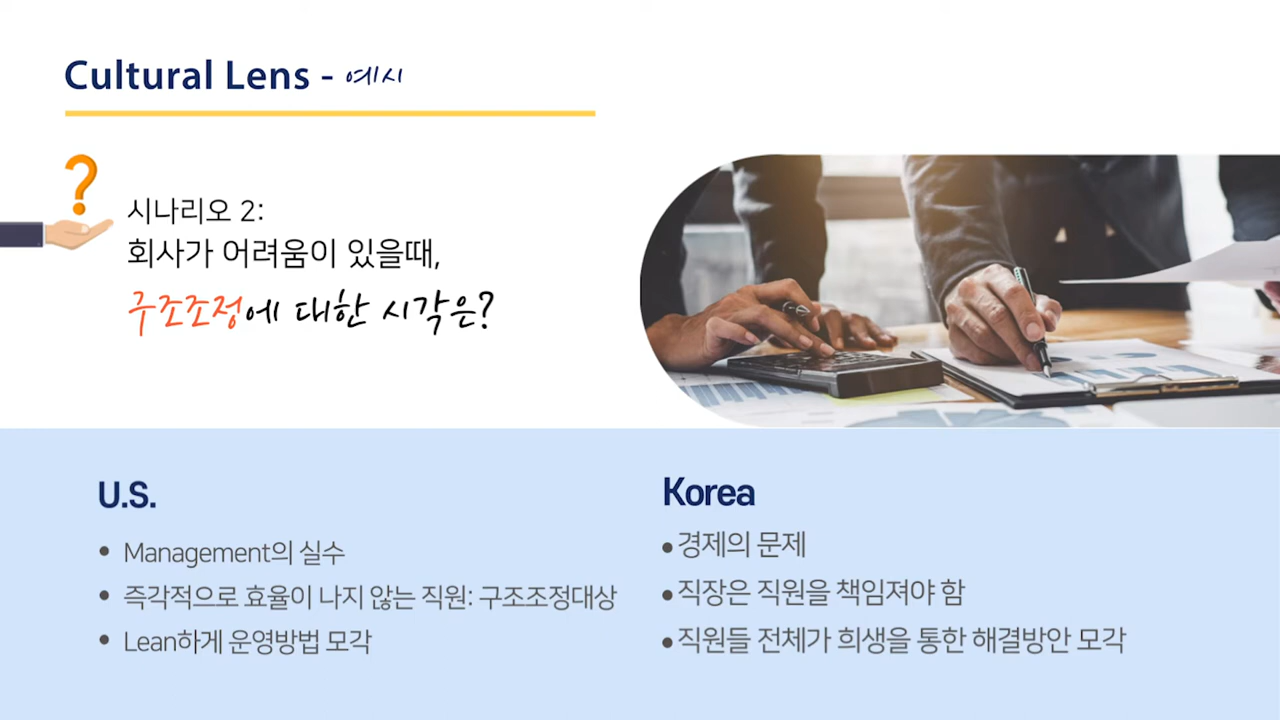 Cultural Lens - 예시
?
시나리오 2:
회사가 어려움이 있을때,
구조조정에 대한 시각은?
U.S.
• Management의 실수
• 즉각적으로 효율이 나지 않는 직원: 구조조정대상
• Lean하게 운영방법 모각
Korea
• 경제의 문제
• 직장은 직원을 책임져야 함
• 직원들 전체가 희생을 통한 해결방안 모각